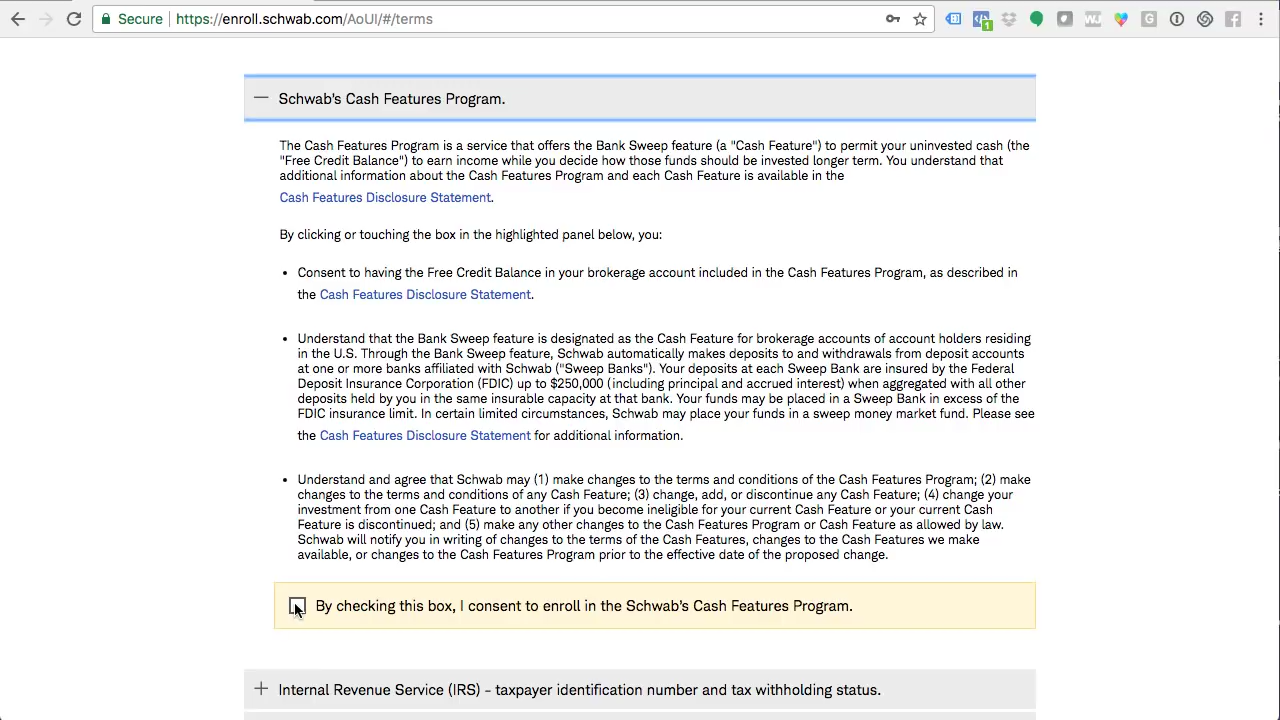 Secure https://enroll.schwab.com/AoUI/#/terms
1
WJ
G
Schwab's Cash Features Program.
The Cash Features Program is a service that offers the Bank Sweep feature (a "Cash Feature") to permit your uninvested cash (the
"Free Credit Balance") to earn income while you decide how those funds should be invested longer term. You understand that
additional information about the Cash Features Program and each Cash Feature is available in the
Cash Features Disclosure Statement.
By clicking or touching the box in the highlighted panel below, you:
• Consent to having the Free Credit Balance in your brokerage account included in the Cash Features Program, as described in
the Cash Features Disclosure Statement.
• Understand that the Bank Sweep feature is designated as the Cash Feature for brokerage accounts of account holders residing
in the U.S. Through the Bank Sweep feature, Schwab automatically makes deposits to and withdrawals from deposit accounts
at one or more banks affiliated with Schwab ("Sweep Banks"). Your deposits at each Sweep Bank are insured by the Federal
Deposit Insurance Corporation (FDIC) up to $250,000 (including principal and accrued interest) when aggregated with all other
deposits held by you in the same insurable capacity at that bank. Your funds may be placed in a Sweep Bank in excess of the
FDIC insurance limit. In certain limited circumstances, Schwab may place your funds in a sweep money market fund. Please see
the Cash Features Disclosure Statement for additional information.
• Understand and agree that Schwab may (1) make changes to the terms and conditions of the Cash Features Program; (2) make
changes to the terms and conditions of any Cash Feature; (3) change, add, or discontinue any Cash Feature; (4) change your
investment from one Cash Feature to another if you become ineligible for your current Cash Feature or your current Cash
Feature is discontinued; and (5) make any other changes to the Cash Features Program or Cash Feature as allowed by law.
Schwab will notify you in writing of changes to the terms of the Cash Features, changes to the Cash Features we make
available, or changes to the Cash Features Program prior to the effective date of the proposed change.
By checking this box, I consent to enroll in the Schwab's Cash Features Program.
Internal Revenue Service (IRS) - taxpayer identification number and tax withholding status.